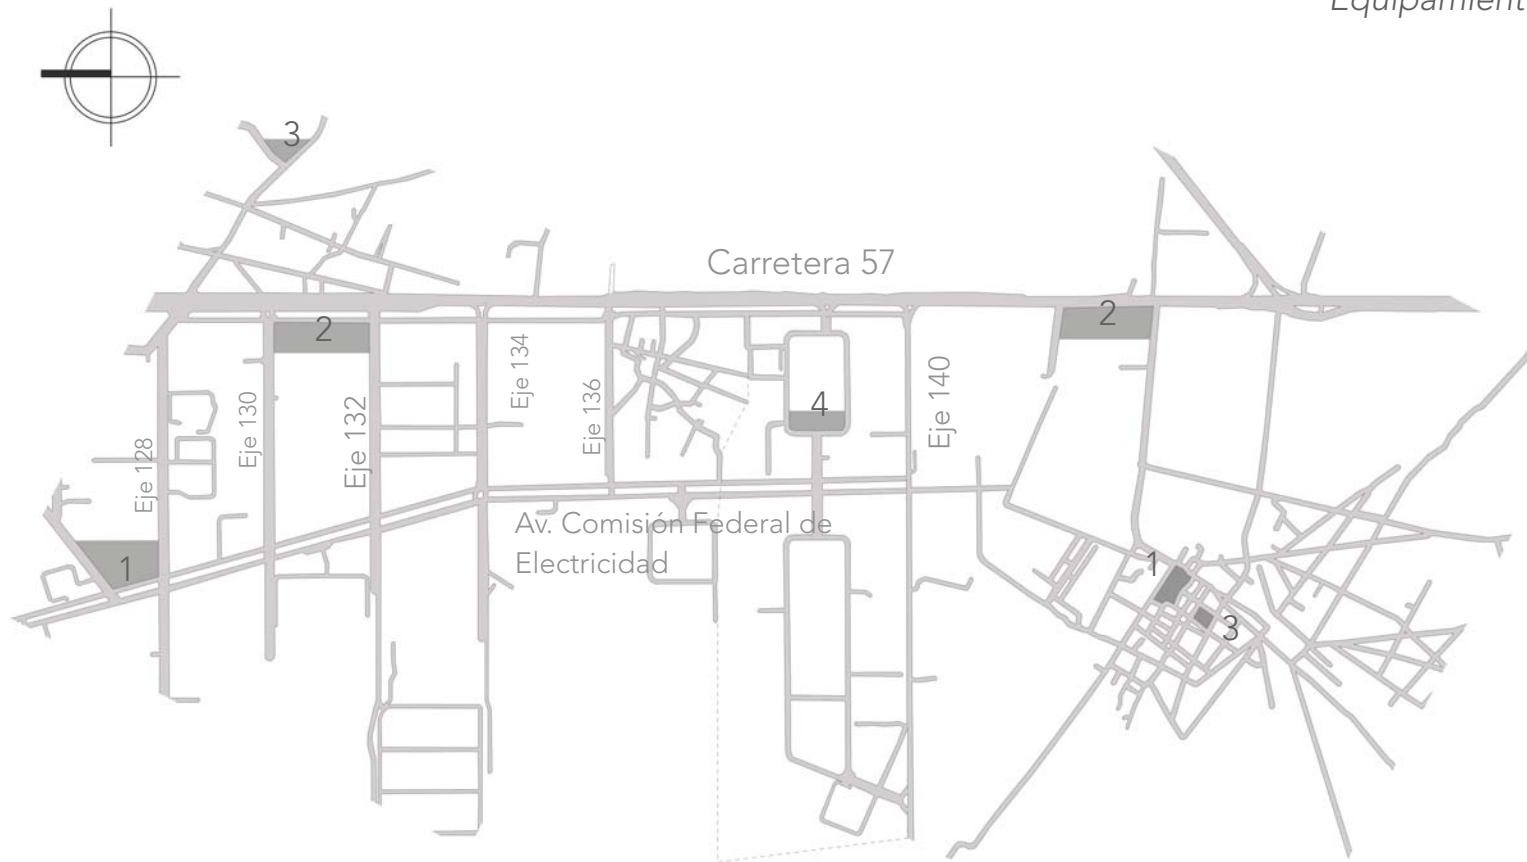 Equipamient
3
Carretera 57
2
2
Eje 134
Eje 136
Eje 140
Eje 130
Eje 132
4
Eje 128
Av. Comisión Federal de
Electricidad
1
1
3